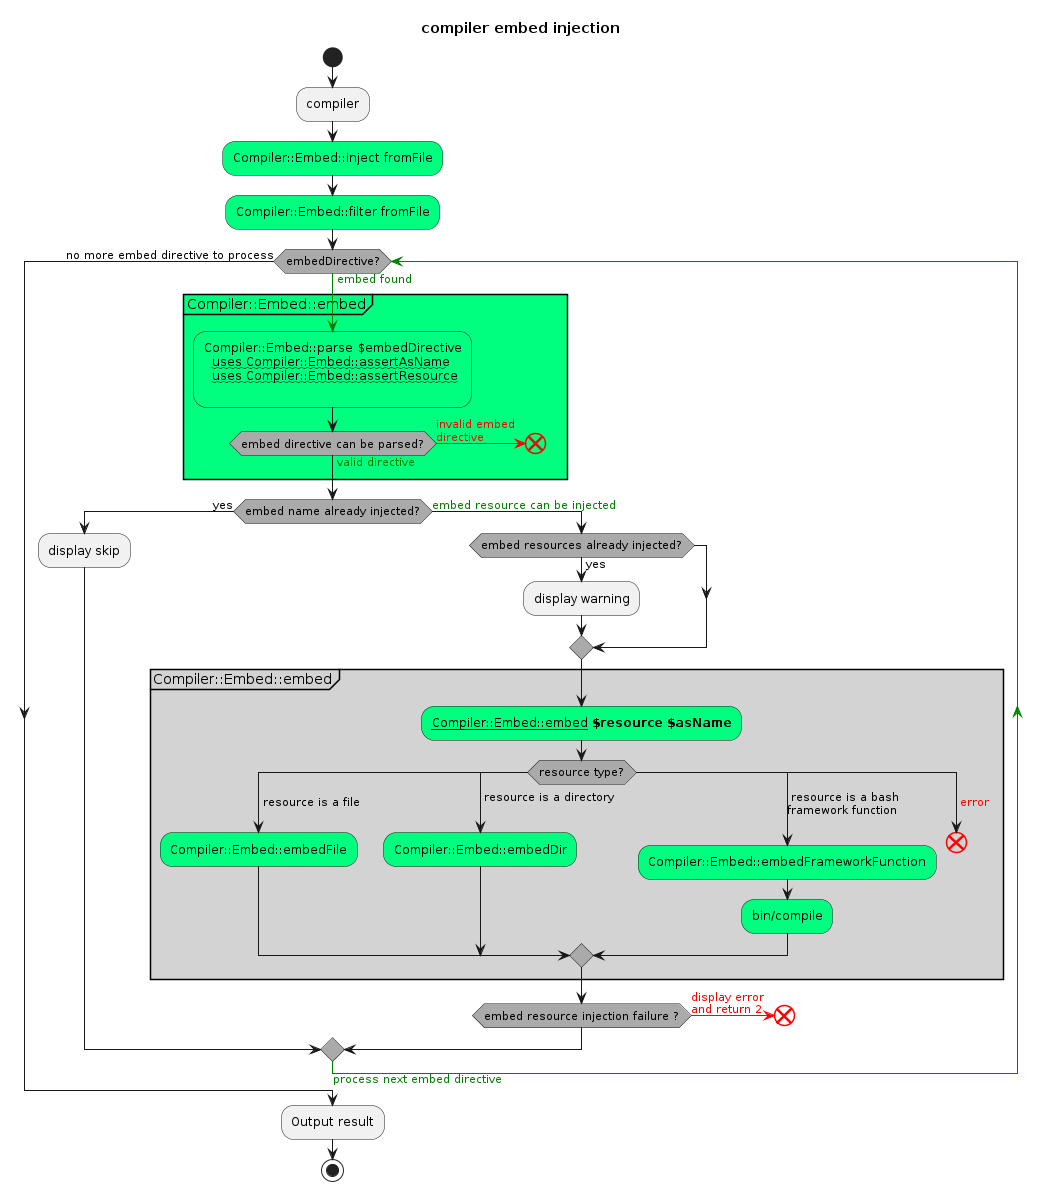 compiler embed injection
compiler
Compiler::Embed::inject fromFile
Compiler::Embed::filter fromFile
no more embed directive to process
embedDirective?
embed found
Compiler::Embed::embed
Compiler::Embed::parse $embedDirective
uses Compiler::Embed::assertAsName
uses Compiler::Embed::assertResource
invalid embed
directive
embed directive can be parsed?
valid directive
yes
embed name already injected?
embed resource can be injected
display skip
embed resources already injected?
yes
display warning
Compiler::Embed::embed
Compiler::Embed::embed $resource $asName
resource type?
resource is a file
resource is a directory
resource is a bash
framework function
error
Compiler::Embed::embedFile
Compiler::Embed::embedDir
Compiler::Embed::embedFrameworkFunction
bin/compile
display error
and return 2
embed resource injection failure ?
process next embed directive
Output result